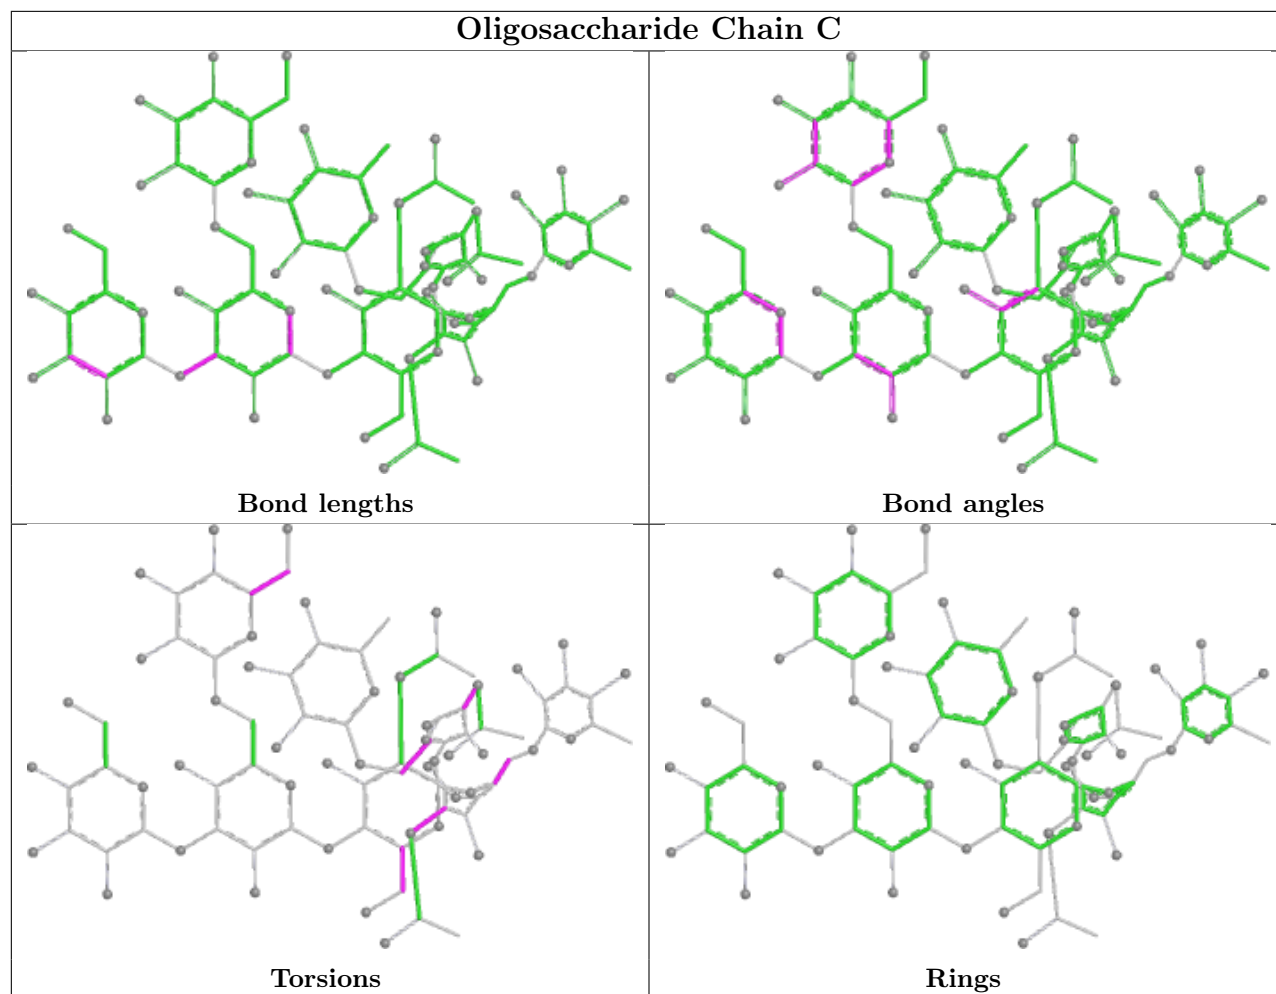 Oligosaccharide Chain C
Bond lengths
Bond angles
Torsions
Rings